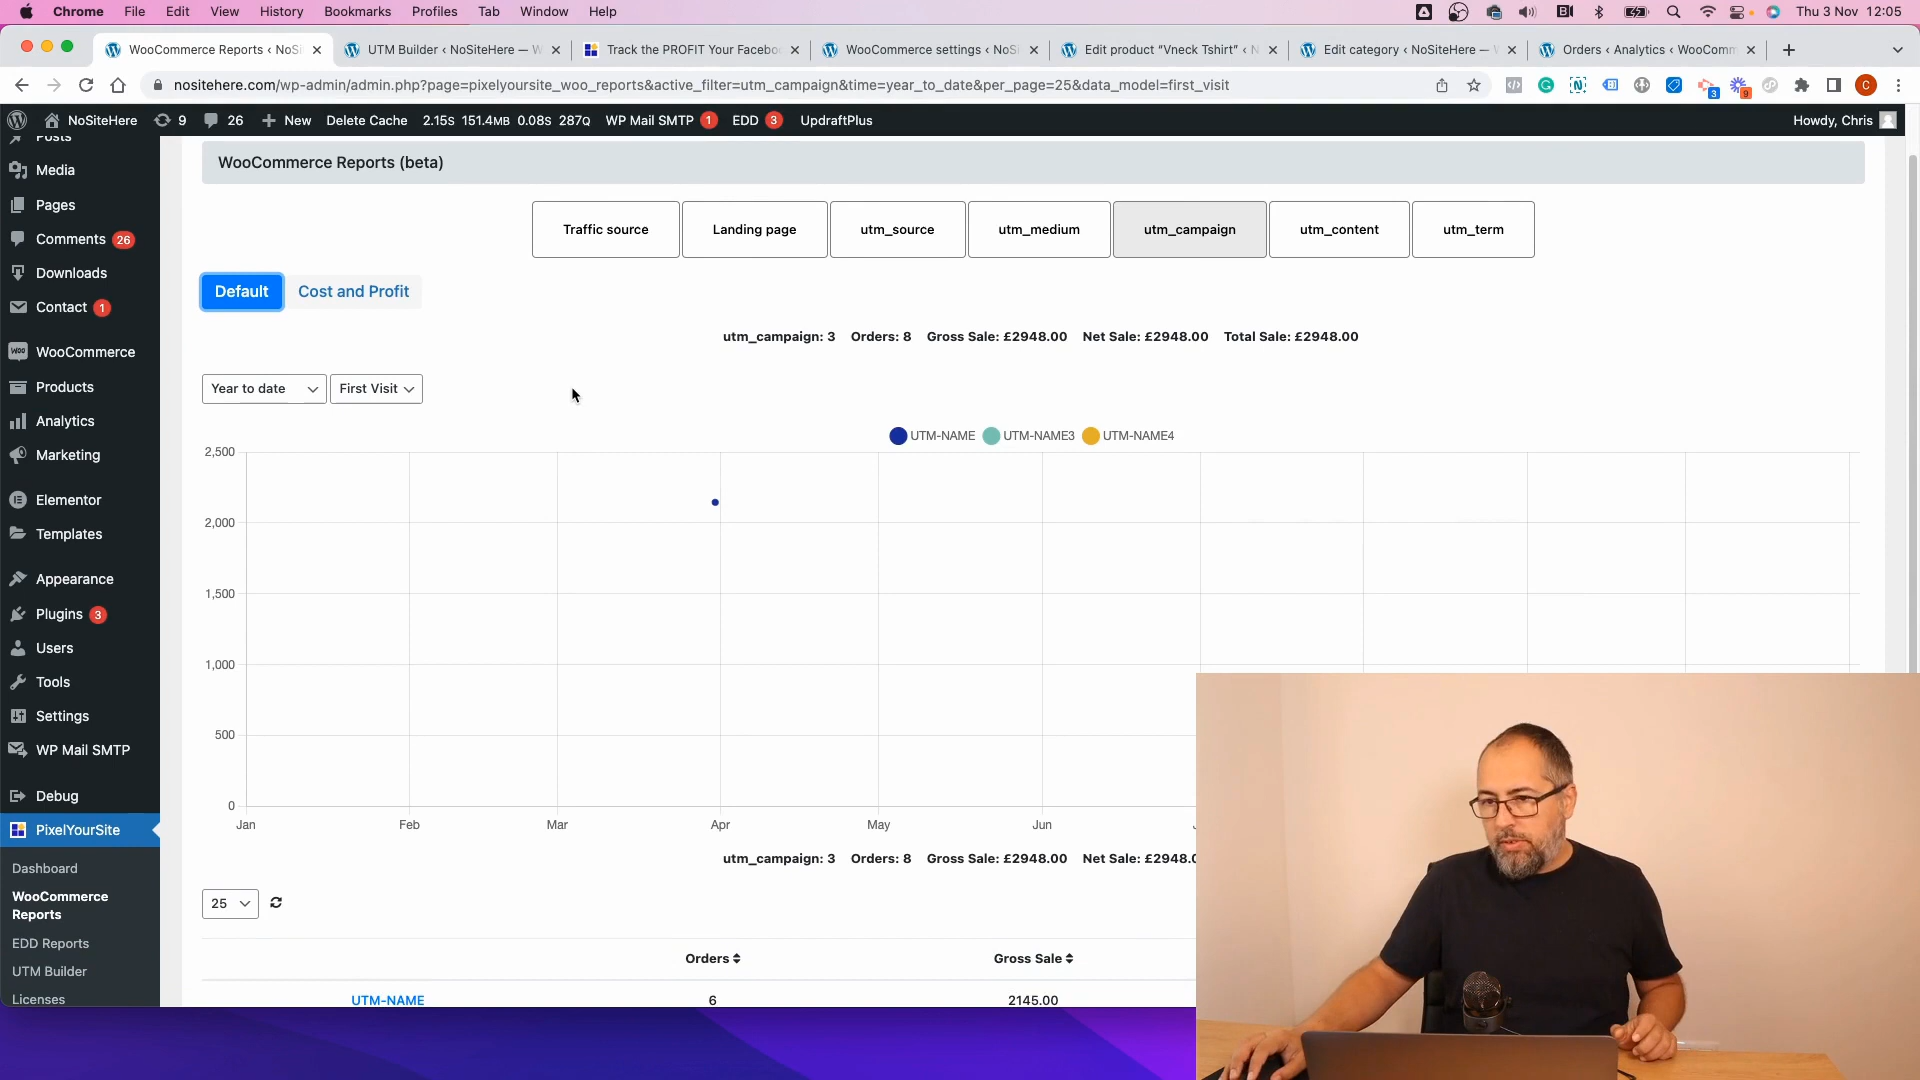 Chrome File Edit View History Bookmarks Profiles Tab Window Help Thu 3 Nov 12:05
WooCommerce Reports ‹ NoSi UTM Builder ‹ NoSiteHere — W Track the PROFIT Your Facebo WooCommerce settings ‹ NoSi Edit product “Vneck Tshirt” ‹ N Edit category ‹ NoSiteHere — W Orders ‹ Analytics ‹ WooComm
nositehere.com/wp-admin/admin.php?page=pixelyoursite_woo_reports&active_filter=utm_campaign&time=year_to_date&per_page=25&data_model=first_visit 3 9 C
NoSiteHere 9 26 New Delete Cache 2.15S 151.4MB 0.08S 287Q WP Mail SMTP 1 EDD 3 UpdraftPlus Howdy, Chris
Posts
Media
Pages
Comments 26
Downloads
Contact 1
WooCommerce
Products
Analytics
Marketing
Elementor
Templates
Appearance
Plugins 3
Users
Tools
Settings
WP Mail SMTP
Debug
PixelYourSite
Dashboard
WooCommerce
Reports
EDD Reports
UTM Builder
Licenses
WooCommerce Reports (beta)
Traffic source Landing page utm_source utm_medium utm_campaign utm_content utm_term
Default Cost and Profit
utm_campaign: 3 Orders: 8 Gross Sale: £2948.00 Net Sale: £2948.00 Total Sale: £2948.00
Year to date First Visit
UTM-NAME UTM-NAME3 UTM-NAME4
2,500
2,000
1,500
1,000
500
0
Jan Feb Mar Apr May Jun
utm_campaign: 3 Orders: 8 Gross Sale: £2948.00 Net Sale: £2948.0
25
Orders Gross Sale
UTM-NAME 6 2145.00